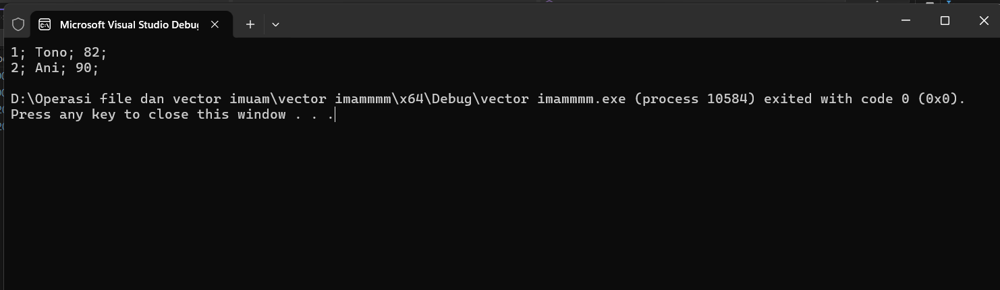 Microsoft Visual Studio Debug
1; Tono; 82;
2; Ani; 90;
D:\Operasi file dan vector imuam\vector imammmm\x64\Debug\vector imammmm.exe (process 10584) exited with code 0 (0x0).
Press any key to close this window . . .